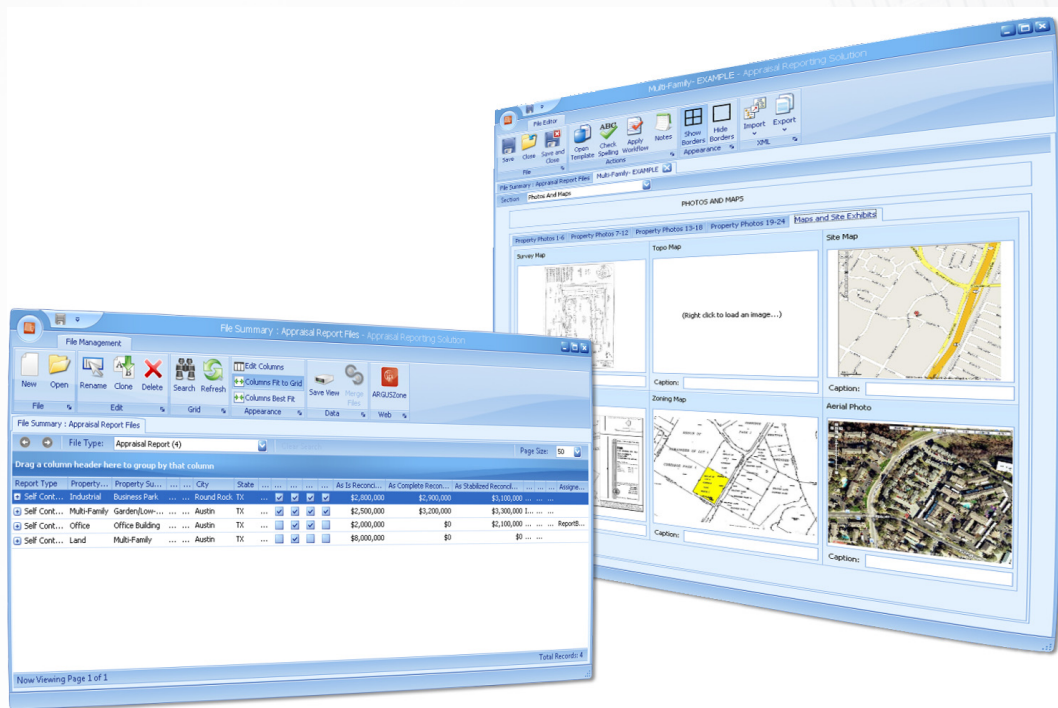 Multi-Family- EXAMPLE - Appraisal Reporting Solution
File Editor
Save
Close
Save and Close
Open Template
ABC
Check Spelling
Apply Workflow
Notes
Show Borders
Hide Borders
Import
Export
File
Actions
Appearance
XML
File Summary : Appraisal Report Files
Multi-Family- EXAMPLE
Section: Photos And Maps
PHOTOS AND MAPS
Property Photos 1-6
Property Photos 7-12
Property Photos 13-18
Property Photos 19-24
Maps and Site Exhibits
Survey Map
Topo Map
Site Map
(Right click to load an image...)
Caption:
Caption:
Zoning Map
Aerial Photo
Caption:
Caption:
File Summary : Appraisal Report Files - Appraisal Reporting Solution
File Management
New
Open
Rename
Clone
Delete
Search
Refresh
Edit Columns
Columns Fit to Grid
Columns Best Fit
Save View
Merge Files
ARGUSZone
File
Edit
Grid
Appearance
Data
Web
File Summary : Appraisal Report Files
File Type: Appraisal Report (4)
Page Size: 50
Drag a column header here to group by that column
Report Type Property... Property Su... ... ... City State ... ... ... ... ... As Is Reconci... As Complete Recon... As Stabilized Reconcil... ... ... ... Assigne...
Self Cont... Industrial Business Park ... ... Round Rock TX ... $2,800,000 $2,900,000 $3,100,000 ... ... ...
Self Cont... Multi-Family Garden/Low-... ... ... Austin TX ... $2,500,000 $3,200,000 $3,300,000 I... ... ...
Self Cont... Office Office Building ... ... Austin TX ... $2,000,000 $0 $2,100,000 ... ... ... ReportB...
Self Cont... Land Multi-Family ... ... Austin TX ... $8,000,000 $0 $0 ... ...
Total Records: 4
Now Viewing Page 1 of 1